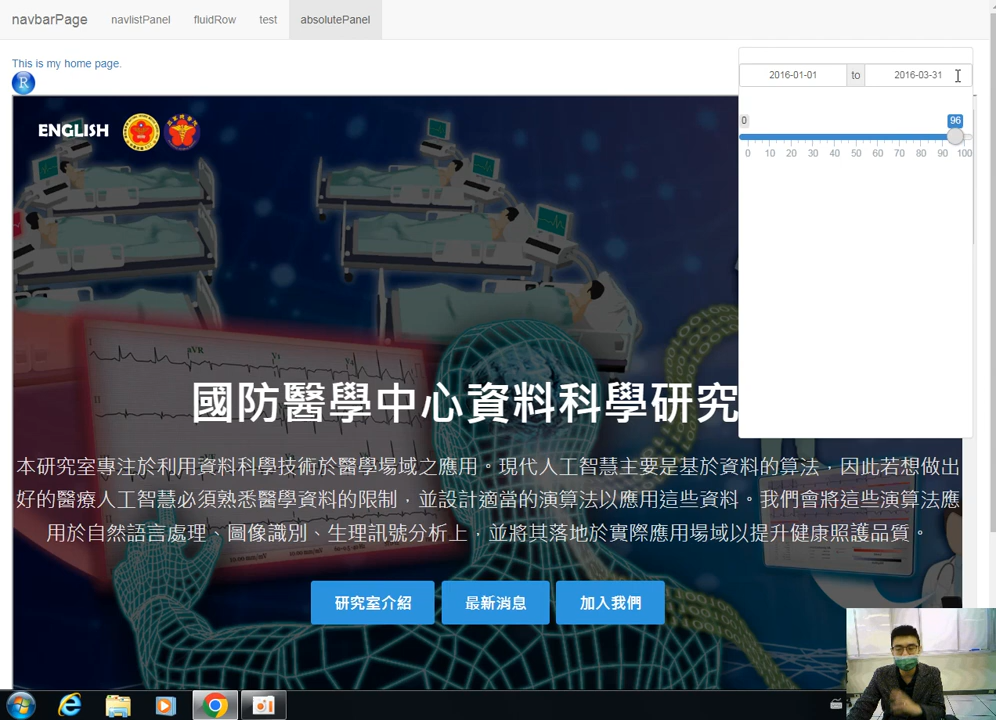 navbarPage navlistPanel fluidRow test absolutePanel
This is my home page.
R
2016-01-01 to 2016-03-31
0 96
0 10 20 30 40 50 60 70 80 90 100
ENGLISH
aVR
國防醫學中心資料科學研究
本研究室專注於利用資料科學技術於醫學場域之應用。現代人工智慧主要是基於資料的算法，因此若想做出
好的醫療人工智慧必須熟悉醫學資料的限制，並設計適當的演算法以應用這些資料。我們會將這些演算法應
用於自然語言處理、圖像識別、生理訊號分析上，並將其落地於實際應用場域以提升健康照護品質。
研究室介紹 最新消息 加入我們